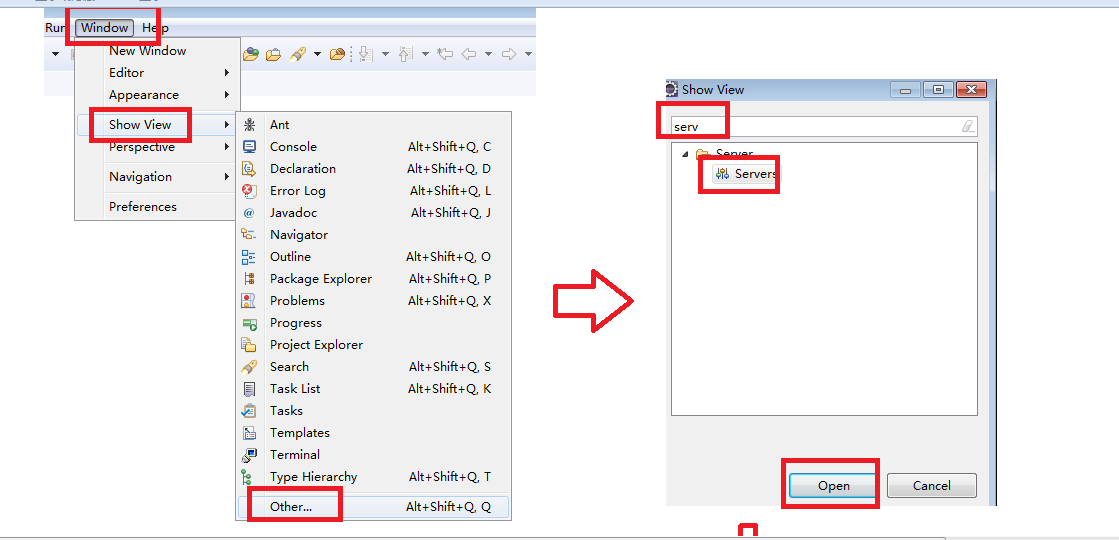 Run Window Help
New Window
Editor
Appearance
Show View
Perspective
Navigation
Preferences
Ant
Console Alt+Shift+Q, C
Declaration Alt+Shift+Q, D
Error Log Alt+Shift+Q, L
Javadoc Alt+Shift+Q, J
Navigator
Outline Alt+Shift+Q, O
Package Explorer Alt+Shift+Q, P
Problems Alt+Shift+Q, X
Progress
Project Explorer
Search Alt+Shift+Q, S
Task List Alt+Shift+Q, K
Tasks
Templates
Terminal
Type Hierarchy Alt+Shift+Q, T
Other... Alt+Shift+Q, Q
Show View
serv
Server
Servers
Open Cancel